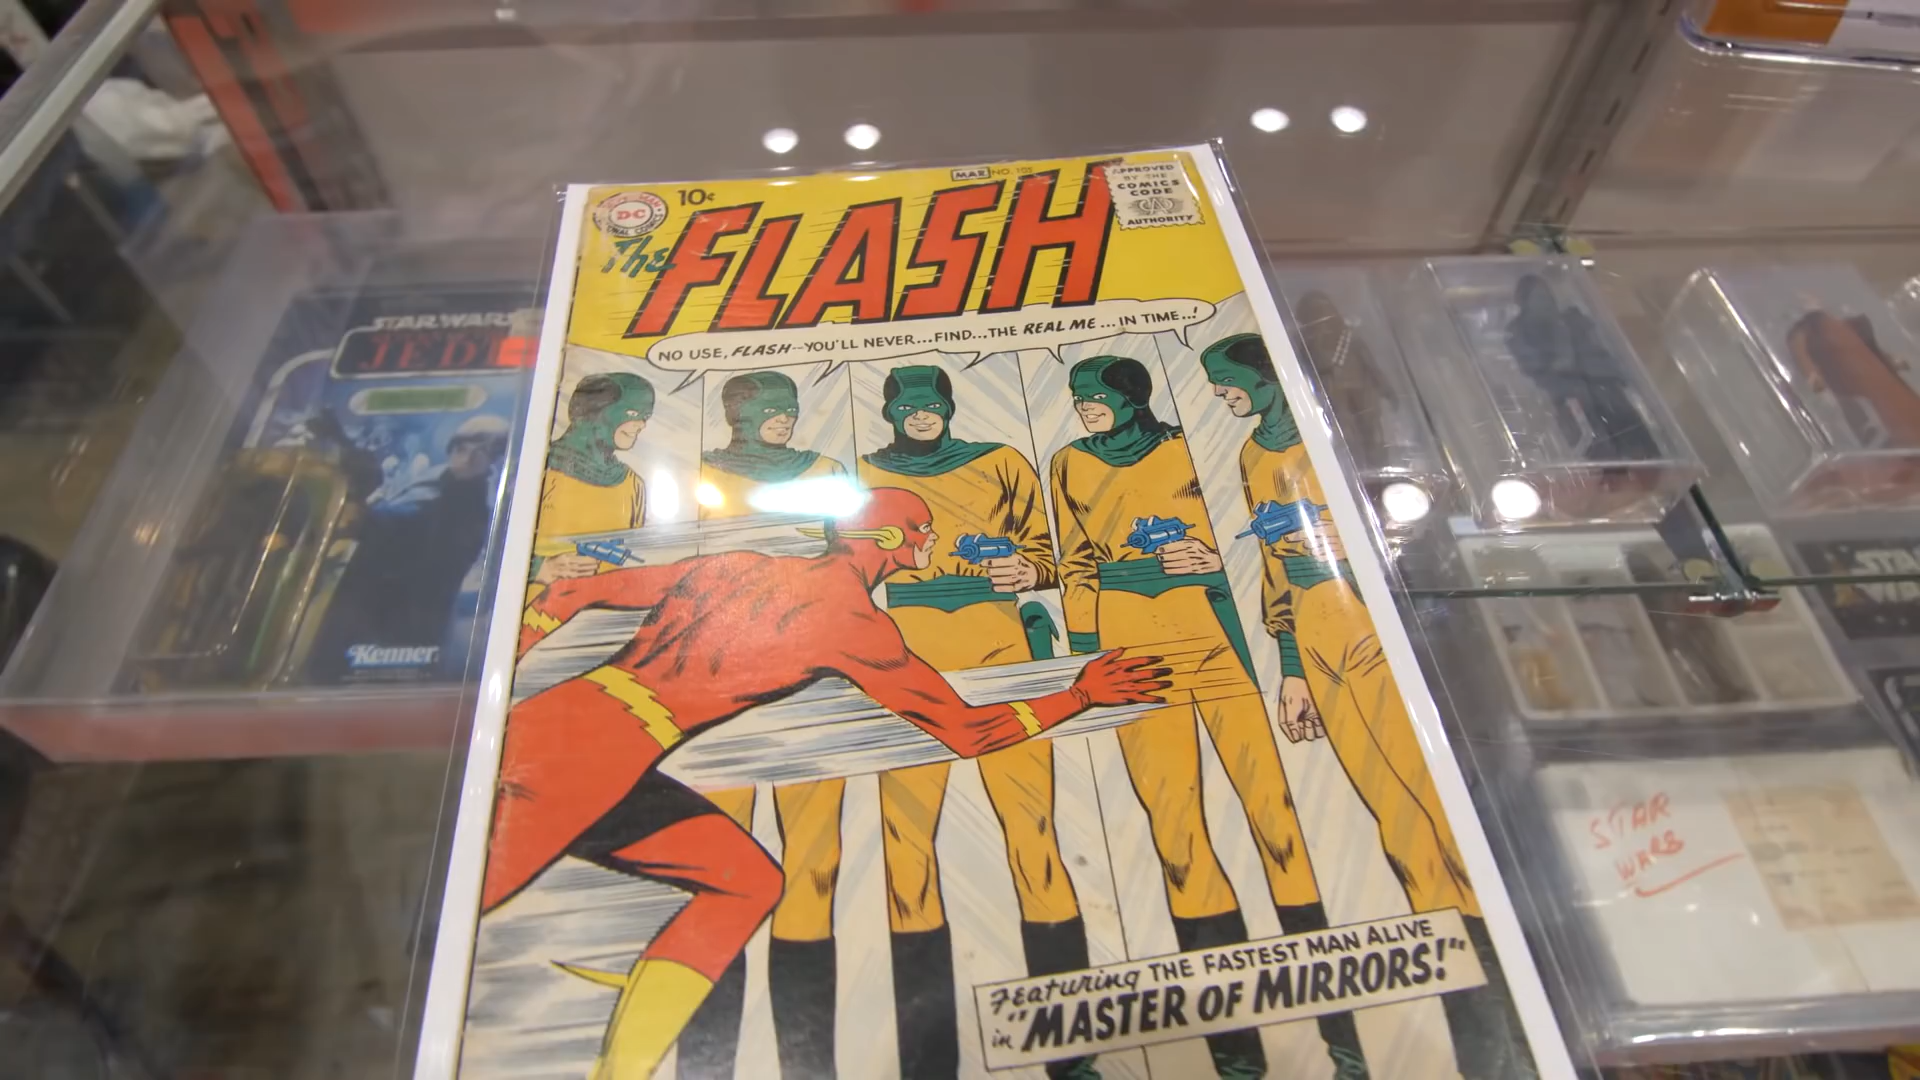 MAR NO. 105
10¢
DC
APPROVED
BY THE
COMICS
CODE
AUTHORITY
The FLASH
NO USE, FLASH--YOU'LL NEVER...FIND...THE REAL ME...IN TIME..!
STAR WARS
JEDI
Kenner
STAR
WARS
STAR
Featuring THE FASTEST MAN ALIVE
in "MASTER OF MIRRORS!"